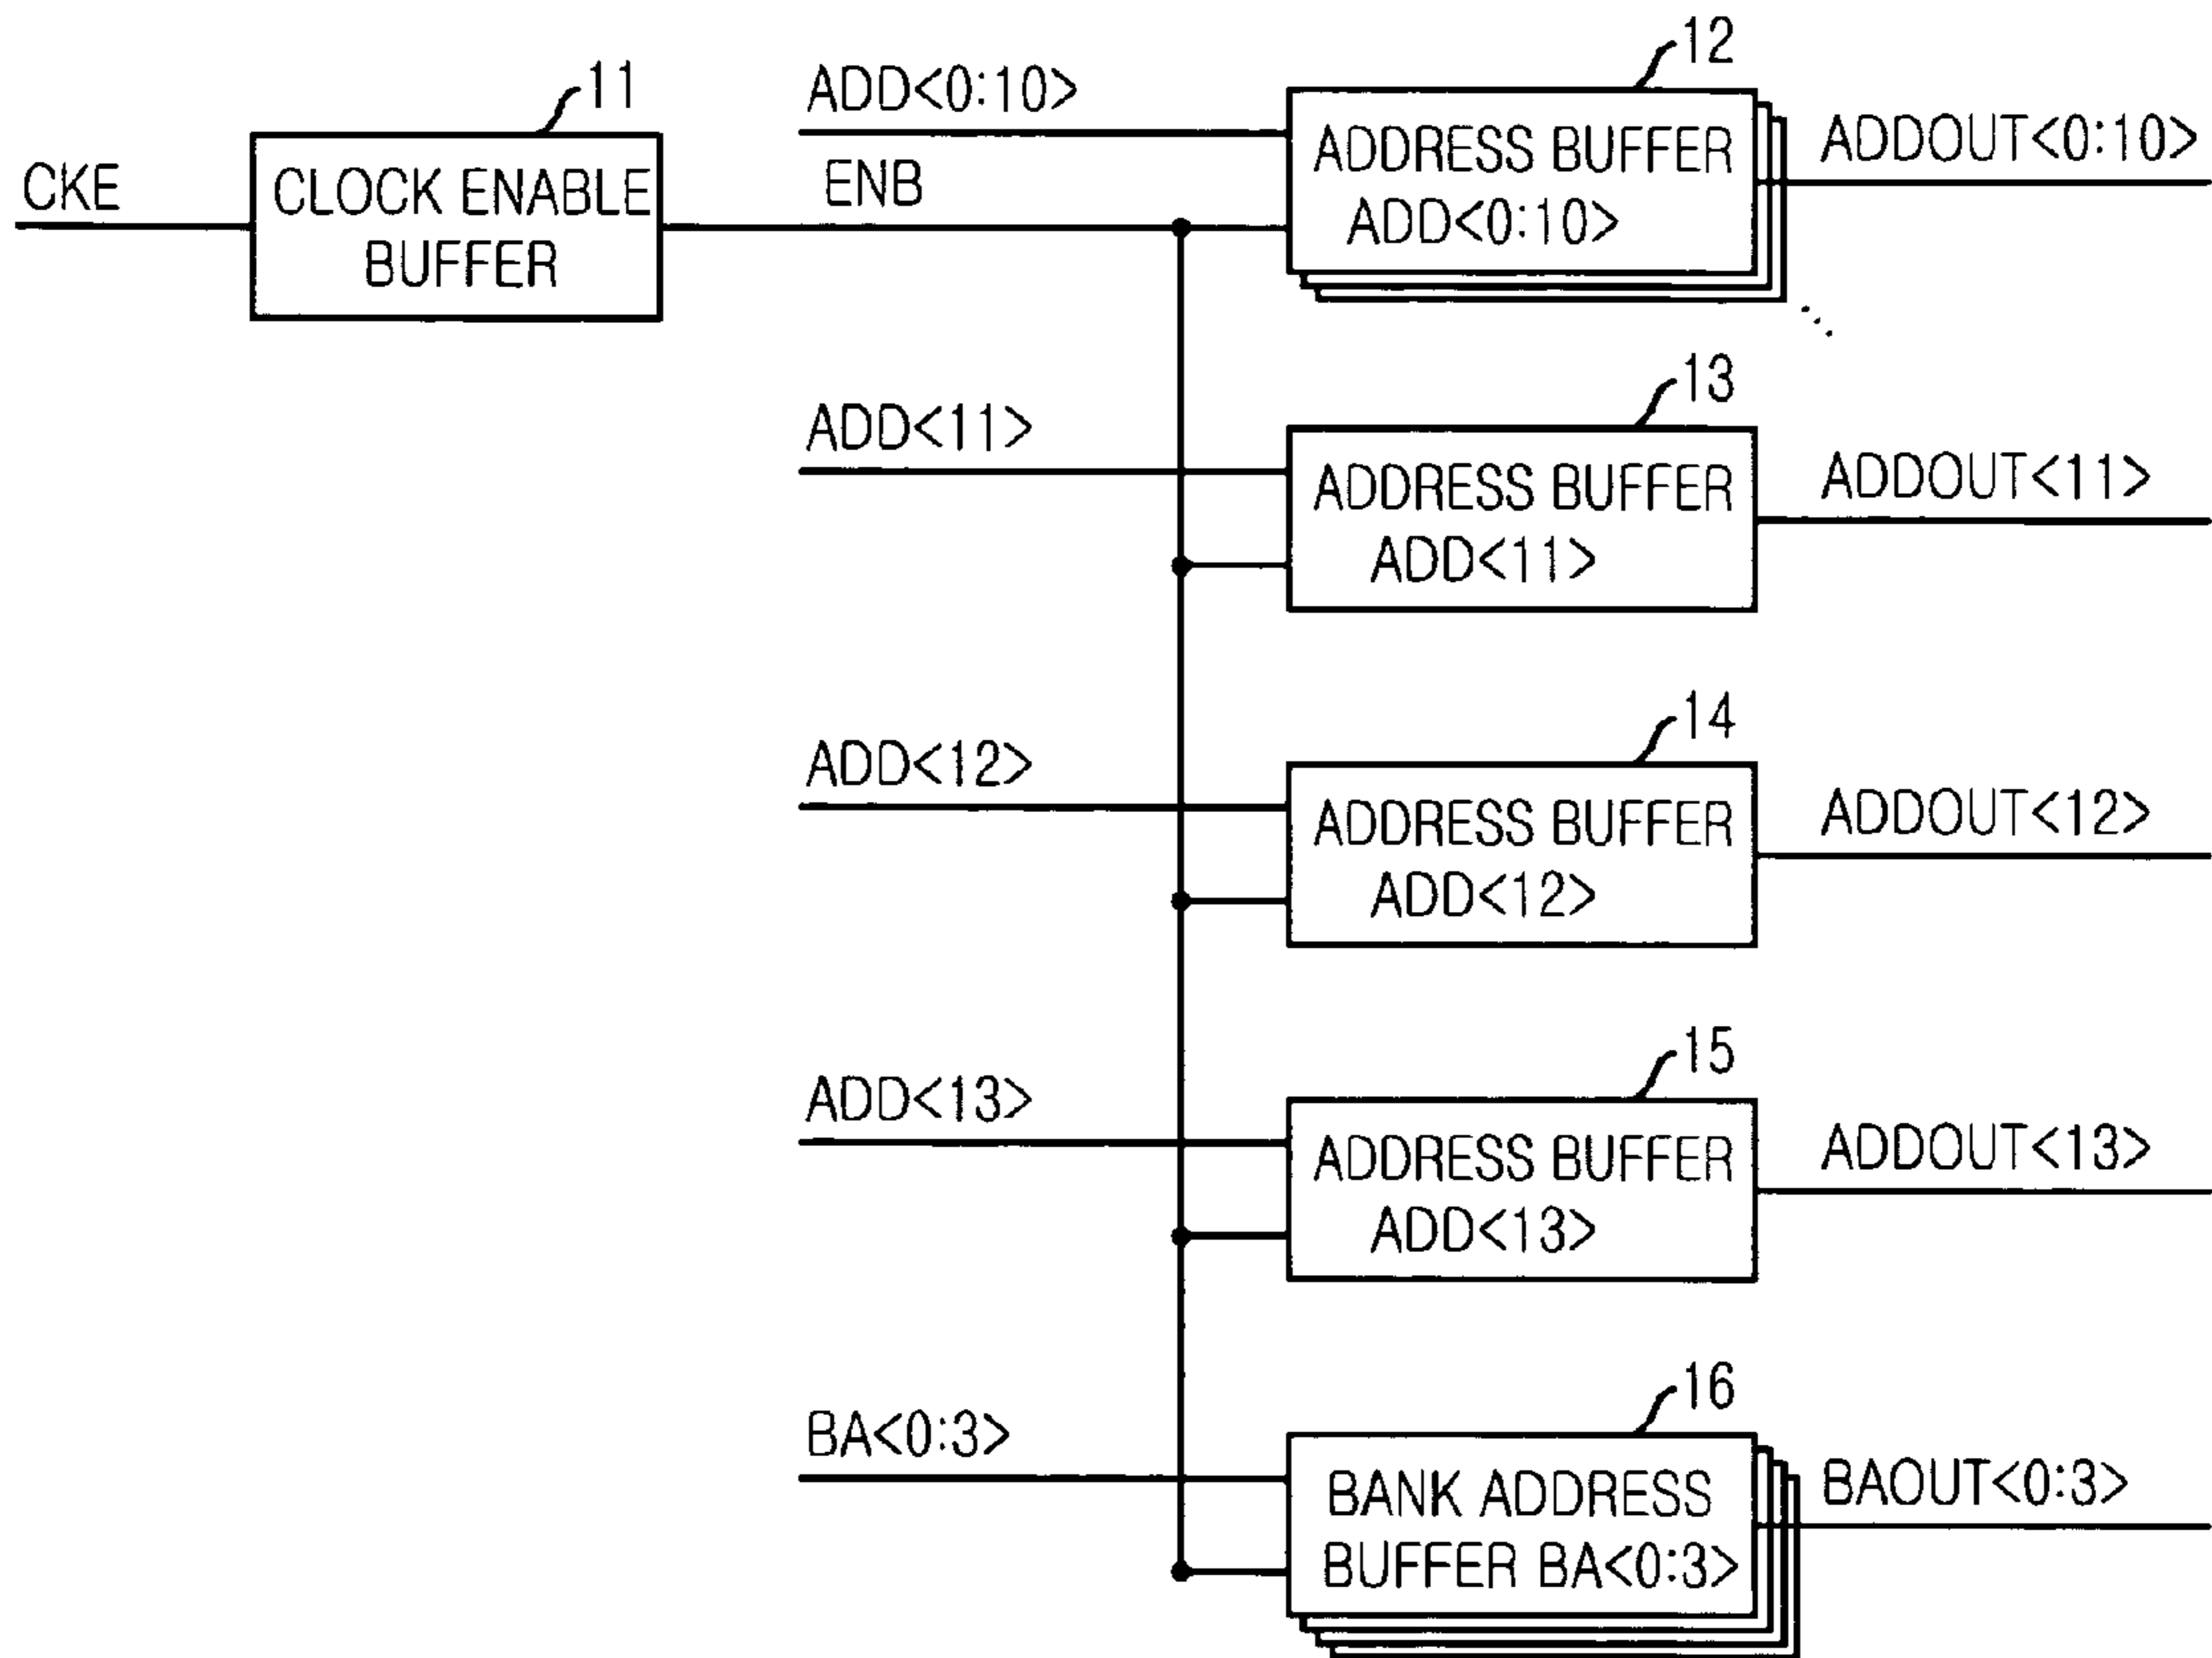 11
CKE
CLOCK ENABLE
BUFFER
ADD<0:10>
ENB
12
ADDRESS BUFFER
ADD<0:10>
ADDOUT<0:10>
ADD<11>
13
ADDRESS BUFFER
ADD<11>
ADDOUT<11>
ADD<12>
14
ADDRESS BUFFER
ADD<12>
ADDOUT<12>
ADD<13>
15
ADDRESS BUFFER
ADD<13>
ADDOUT<13>
BA<0:3>
16
BANK ADDRESS
BUFFER BA<0:3>
BAOUT<0:3>